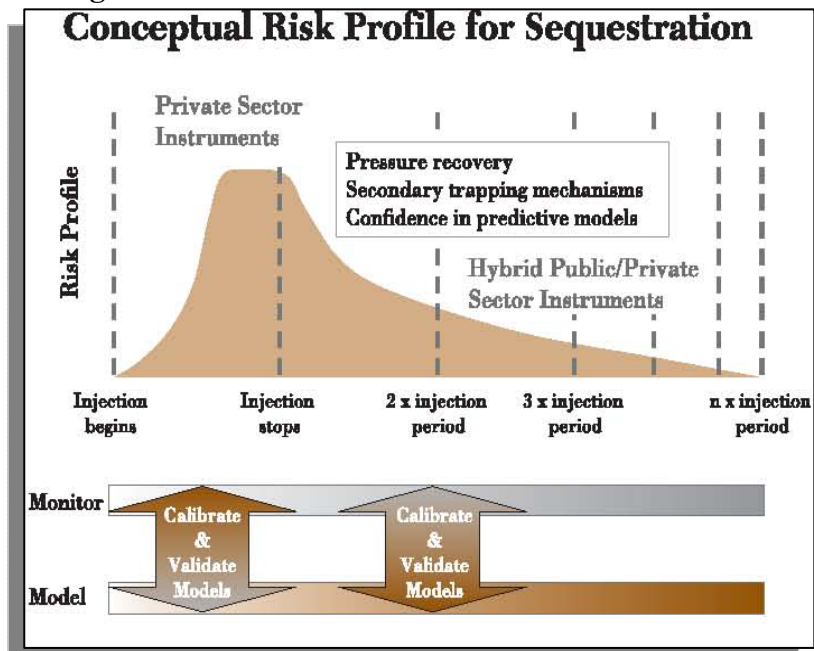 Conceptual Risk Profile for Sequestration
Private Sector
Instruments
Pressure recovery
Secondary trapping mechanisms
Confidence in predictive models
Hybrid Public/Private
Sector Instruments
Risk Profile
Injection
begins
Injection
stops
2 x injection
period
3 x injection
period
n x injection
period
Monitor
Calibrate
&
Validate
Models
Calibrate
&
Validate
Models
Model